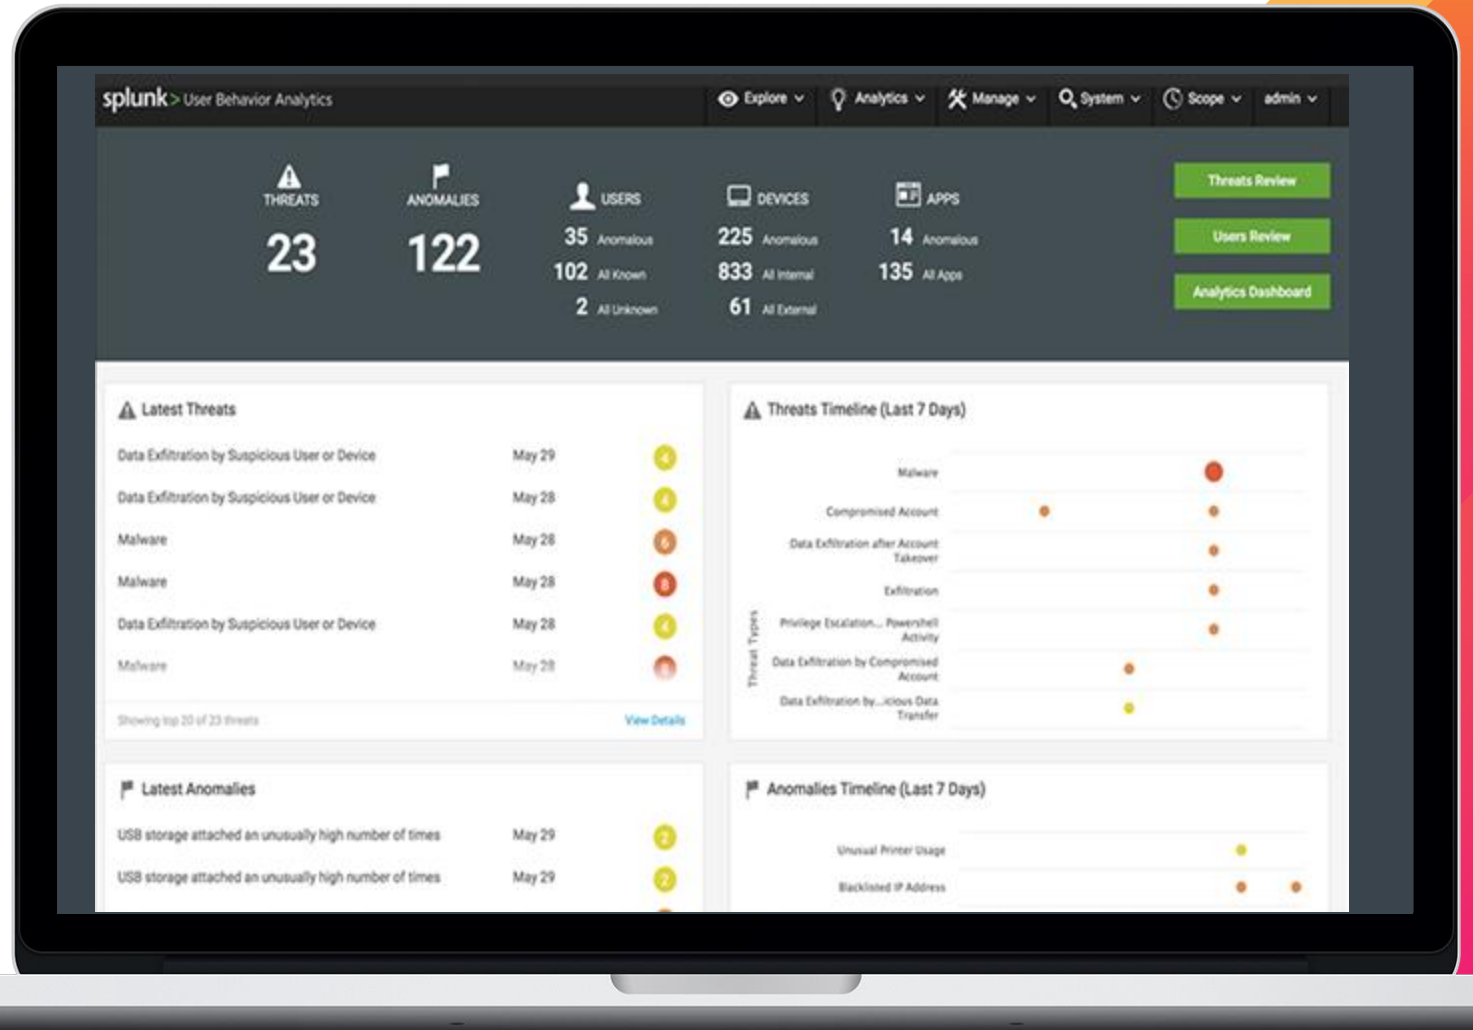 splunk> User Behavior Analytics
Explore
Analytics
Manage
System
Scope
admin
THREATS
23
ANOMALIES
122
USERS
35 Anomalous
102 All Known
2 All Unknown
DEVICES
225 Anomalous
833 All Internal
61 All External
APPS
14 Anomalous
135 All Apps
Threats Review
Users Review
Analytics Dashboard
Latest Threats
Data Exfiltration by Suspicious User or Device May 29 4
Data Exfiltration by Suspicious User or Device May 28 4
Malware May 28 6
Malware May 28 8
Data Exfiltration by Suspicious User or Device May 28 4
Malware May 28
Showing top 20 of 23 threats View Details
Threats Timeline (Last 7 Days)
Threat Types
Malware
Compromised Account
Data Exfiltration after Account
Takeover
Exfiltration
Privilege Escalation... Powershell
Activity
Data Exfiltration by Compromised
Account
Data Exfiltration by...icious Data
Transfer
Latest Anomalies
USB storage attached an unusually high number of times May 29 2
USB storage attached an unusually high number of times May 29 2
Anomalies Timeline (Last 7 Days)
Unusual Printer Usage
Blacklisted IP Address